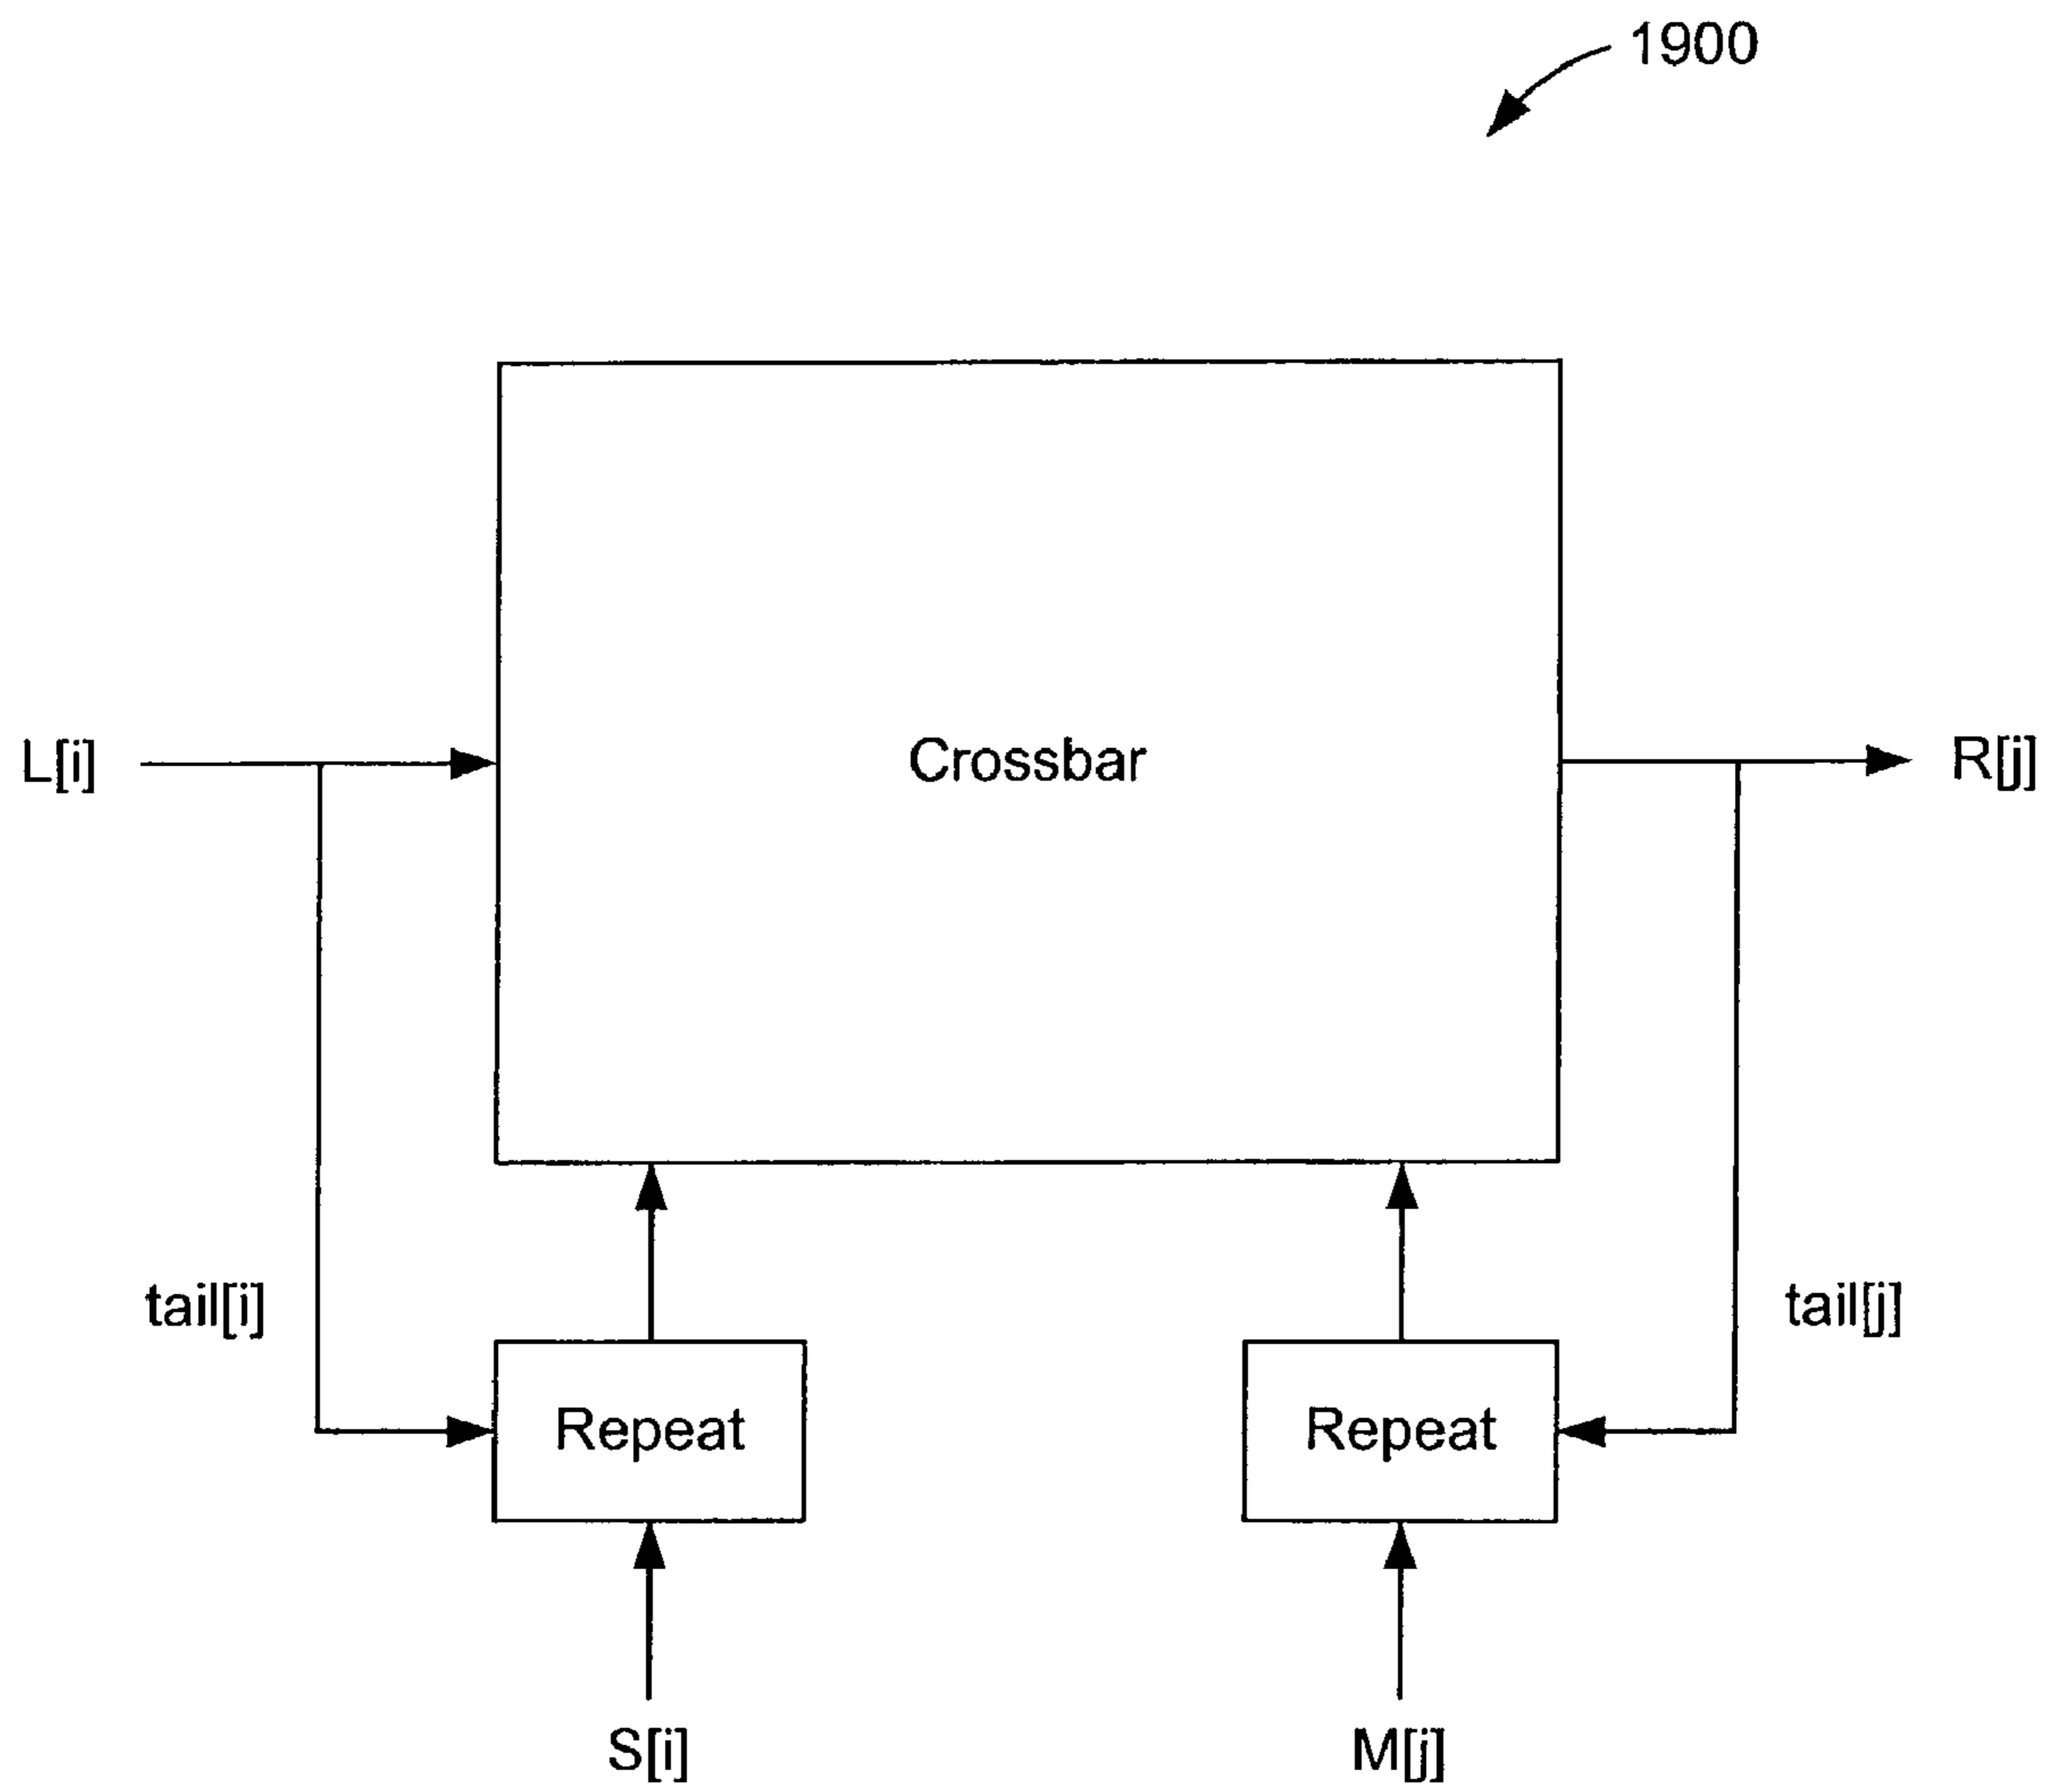 1900
L[i]
Crossbar
R[j]
tail[i]
tail[j]
Repeat
Repeat
S[i]
M[j]